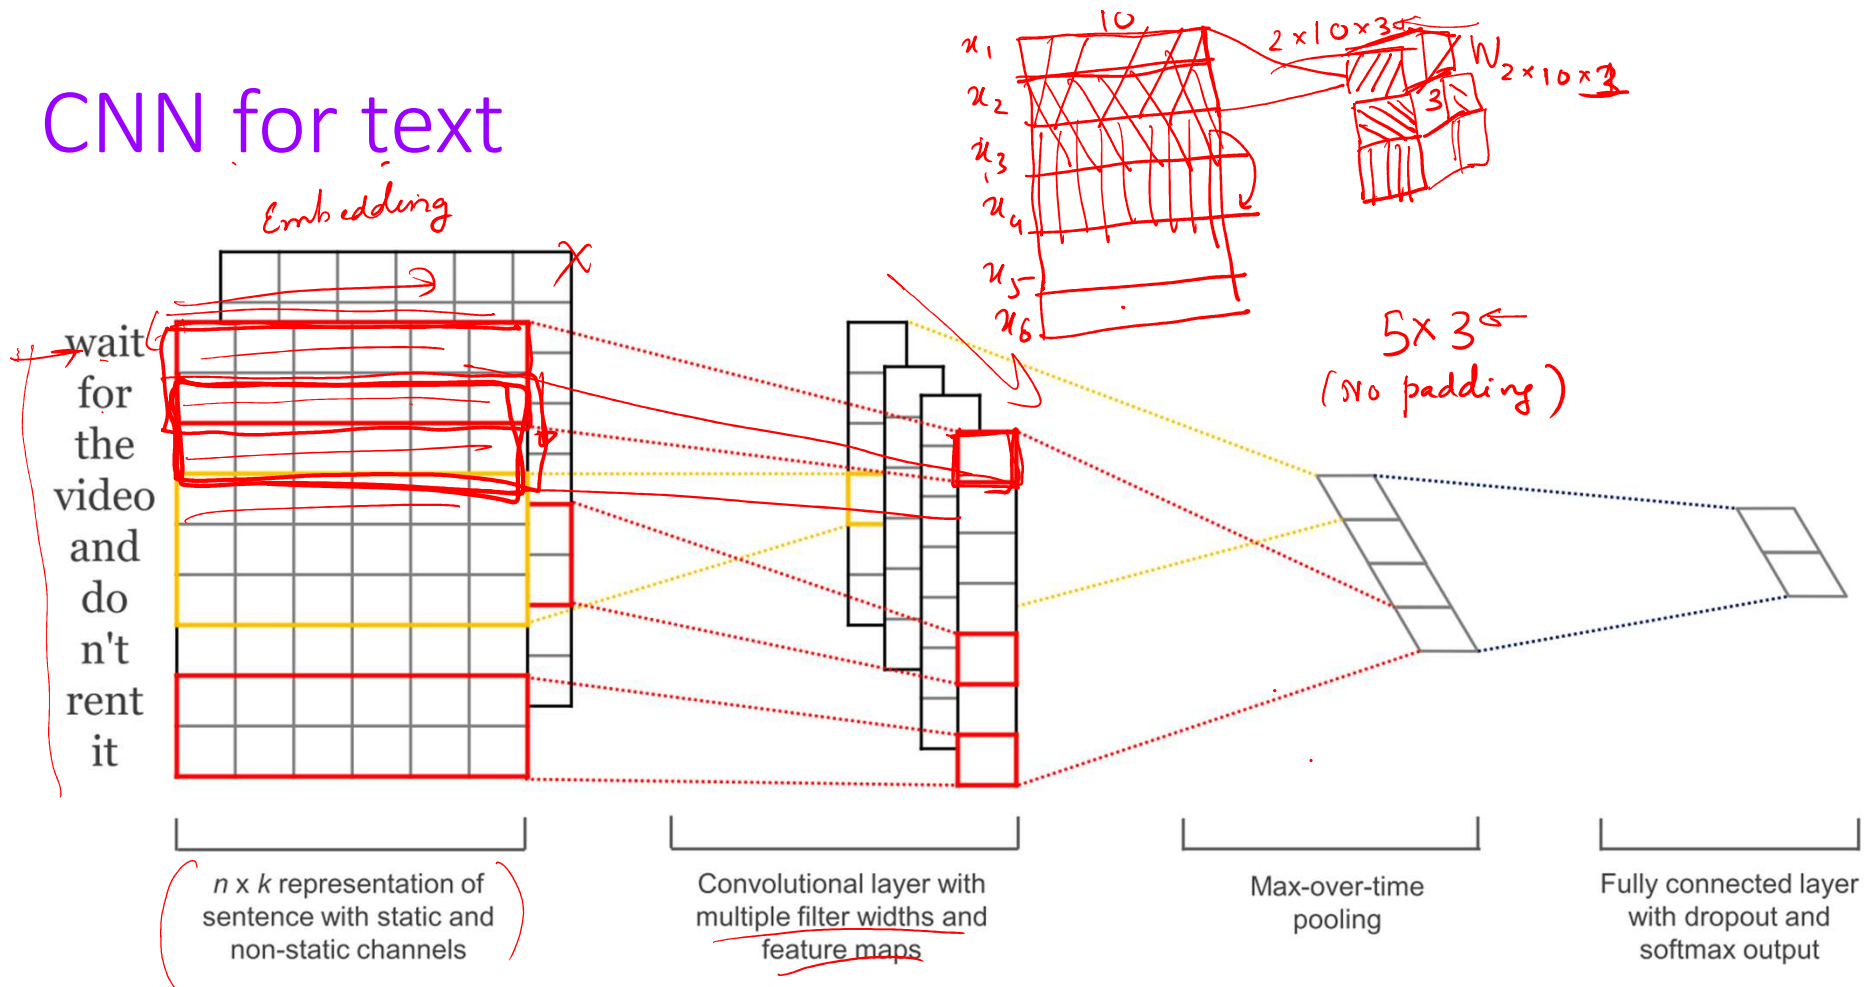 CNN for text
Embedding
X
wait
for
the
video
and
do
n't
rent
it
10
x1
x2
x3
x4
x5
x6
2×10×3
W2×10×3
3
5×3
(No padding)
n x k representation of
sentence with static and
non-static channels
Convolutional layer with
multiple filter widths and
feature maps
Max-over-time
pooling
Fully connected layer
with dropout and
softmax output